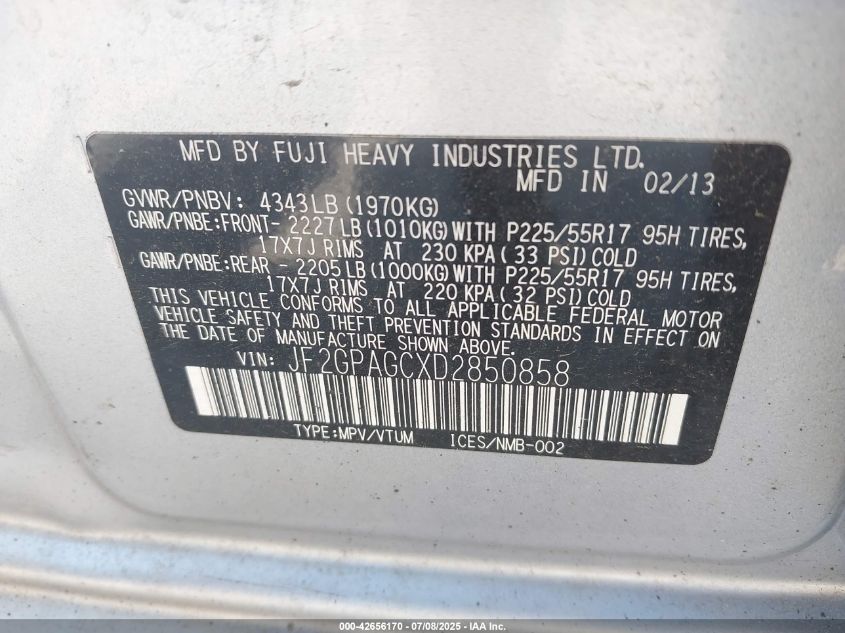 MFD BY FUJI HEAVY INDUSTRIES LTD.
MFD IN 02/13
GVWR/PNBV: 4343LB (1970KG)
GAWR/PNBE:FRONT- 2227 LB (1010KG) WITH P225/55R17 95H TIRES,
17X7J RIMS AT 230 KPA ( 33 PSI) COLD
GAWR/PNBE:REAR - 2205 LB (1000KG) WITH P225/55R17 95H TIRES,
17X7J RIMS AT 220 KPA ( 32 PSI) COLD
THIS VEHICLE CONFORMS TO ALL APPLICABLE FEDERAL MOTOR
VEHICLE SAFETY AND THEFT PREVENTION STANDARDS IN EFFECT ON
THE DATE OF MANUFACTURE SHOWN ABOVE.
VIN: JF2GPAGCXD2850858
TYPE:MPV/VTUM ICES/NMB-002
000-42656170 - 07/08/2025 - IAA Inc.